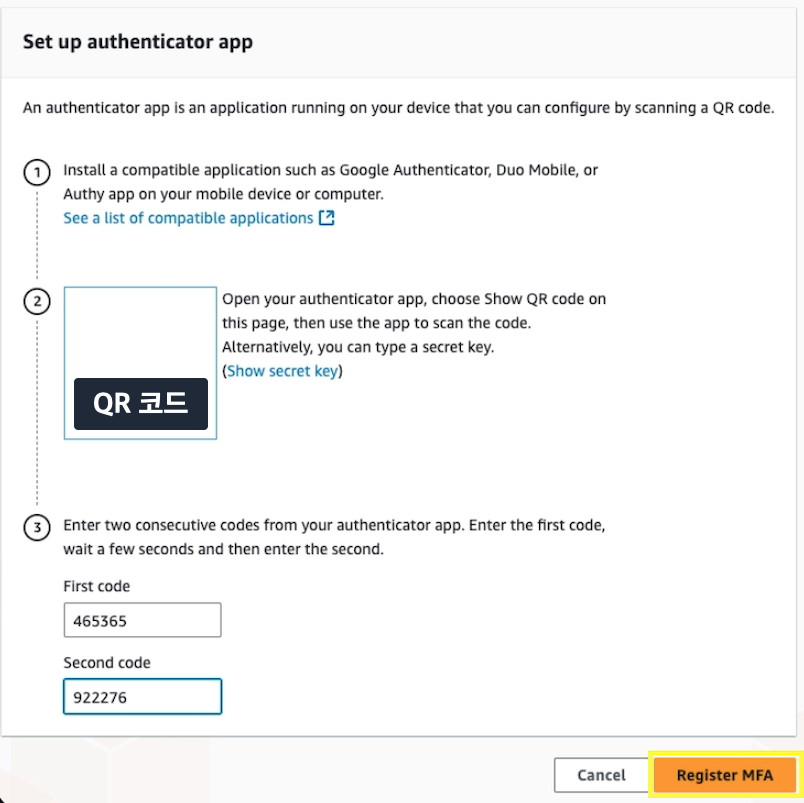 Set up authenticator app
An authenticator app is an application running on your device that you can configure by scanning a QR code.
1
Install a compatible application such as Google Authenticator, Duo Mobile, or
Authy app on your mobile device or computer.
See a list of compatible applications
2
QR 코드
Open your authenticator app, choose Show QR code on
this page, then use the app to scan the code.
Alternatively, you can type a secret key.
(Show secret key)
3
Enter two consecutive codes from your authenticator app. Enter the first code,
wait a few seconds and then enter the second.
First code
465365
Second code
922276
Cancel
Register MFA